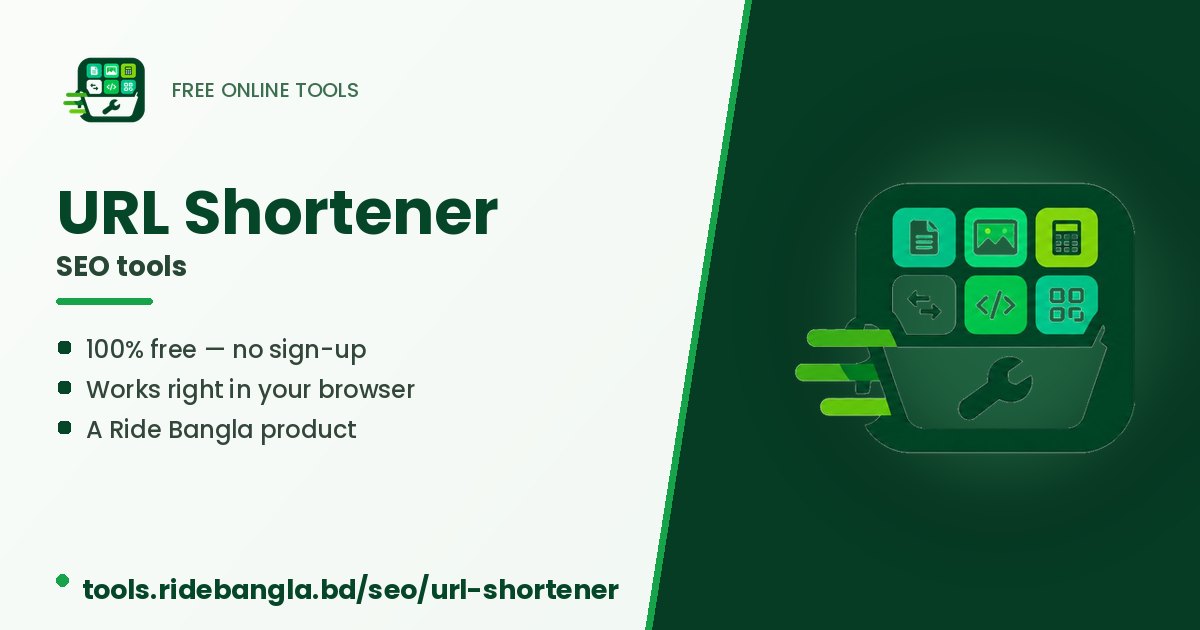 FREE ONLINE TOOLS
URL Shortener
SEO tools
100% free — no sign-up
Works right in your browser
A Ride Bangla product
tools.ridebangla.bd/seo/url-shortener